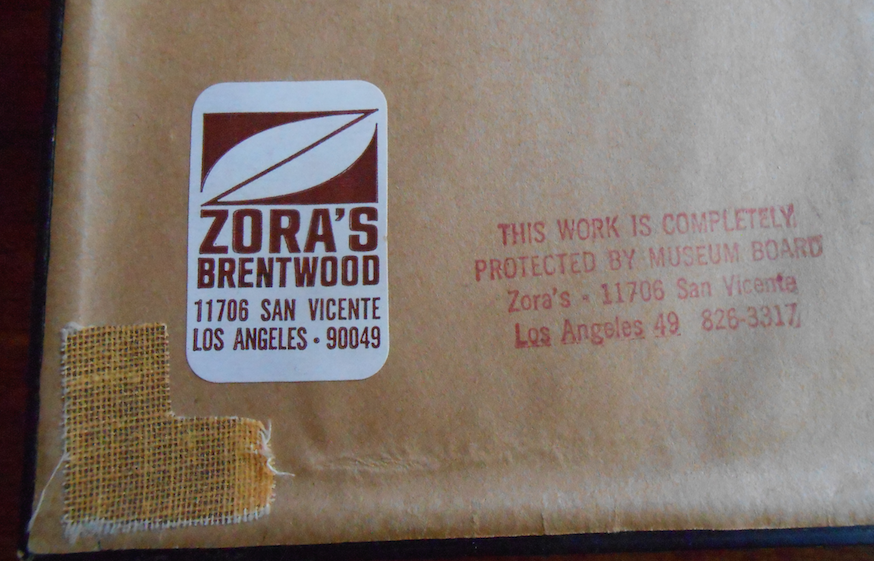 ZORA'S
BRENTWOOD
11706 SAN VICENTE
LOS ANGELES • 90049
THIS WORK IS COMPLETELY
PROTECTED BY MUSEUM BOARD
Zora's - 11706 San Vicente
Los Angeles 49 826-3317